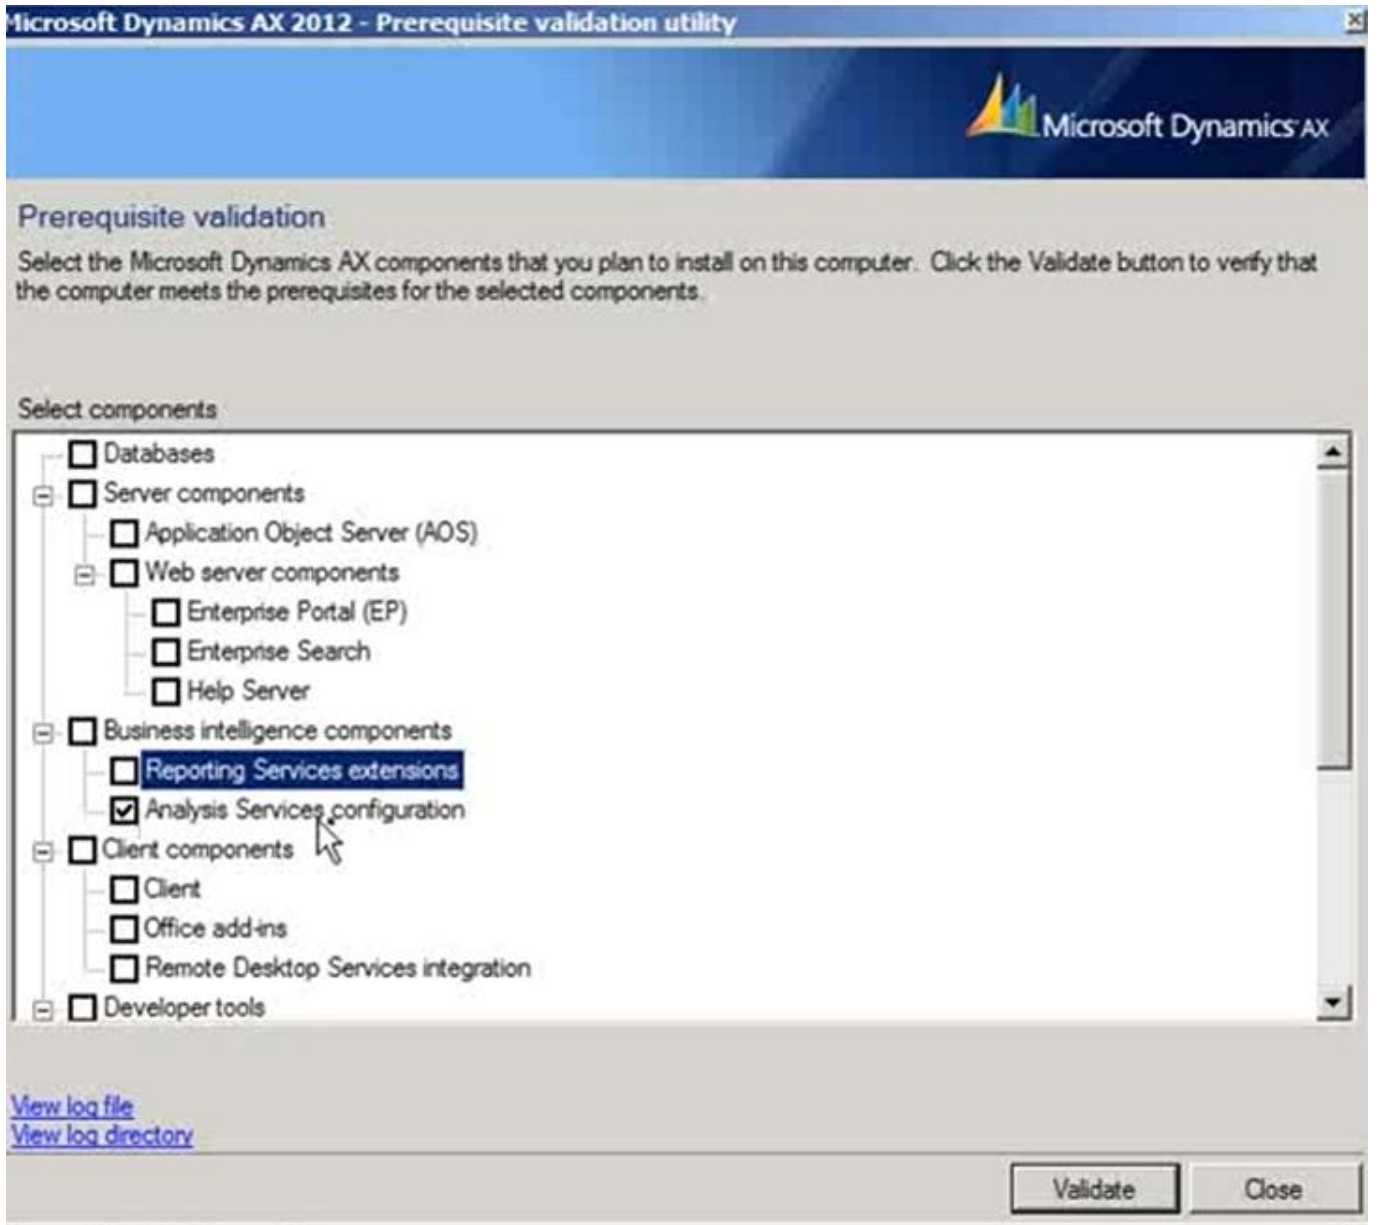 Microsoft Dynamics AX 2012 - Prerequisite validation utility
Microsoft Dynamics AX
Prerequisite validation
Select the Microsoft Dynamics AX components that you plan to install on this computer. Click the Validate button to verify that
the computer meets the prerequisites for the selected components.
Select components
Databases
Server components
Application Object Server (AOS)
Web server components
Enterprise Portal (EP)
Enterprise Search
Help Server
Business intelligence components
Reporting Services extensions
Analysis Services configuration
Client components
Client
Office add-ins
Remote Desktop Services integration
Developer tools
View log file
View log directory
Validate
Close